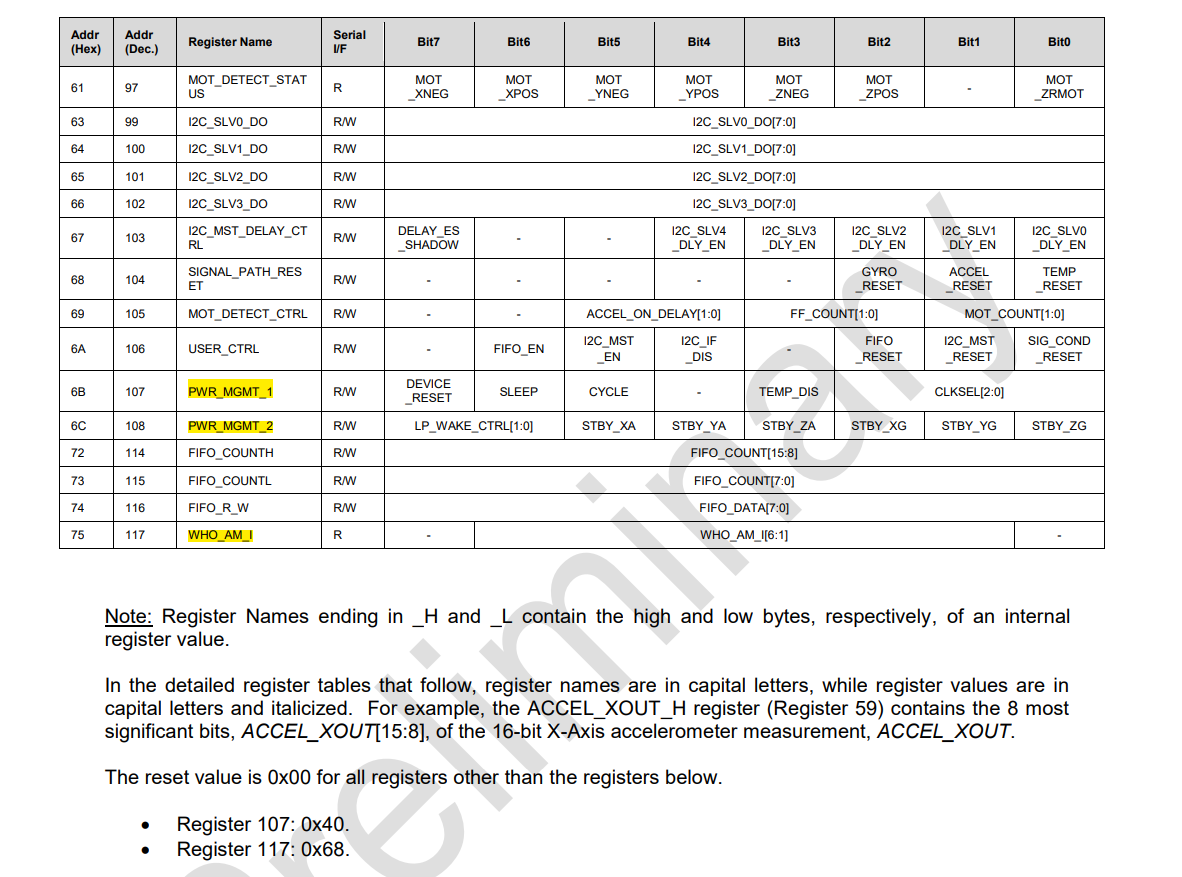 Addr (Hex) Addr (Dec.) Register Name Serial I/F Bit7 Bit6 Bit5 Bit4 Bit3 Bit2 Bit1 Bit0
61 97 MOT_DETECT_STATUS R MOT_XNEG MOT_XPOS MOT_YNEG MOT_YPOS MOT_ZNEG MOT_ZPOS - MOT_ZRMOT
63 99 I2C_SLV0_DO R/W I2C_SLV0_DO[7:0]
64 100 I2C_SLV1_DO R/W I2C_SLV1_DO[7:0]
65 101 I2C_SLV2_DO R/W I2C_SLV2_DO[7:0]
66 102 I2C_SLV3_DO R/W I2C_SLV3_DO[7:0]
67 103 I2C_MST_DELAY_CTRL R/W DELAY_ES_SHADOW - - I2C_SLV4_DLY_EN I2C_SLV3_DLY_EN I2C_SLV2_DLY_EN I2C_SLV1_DLY_EN I2C_SLV0_DLY_EN
68 104 SIGNAL_PATH_RESET R/W - - - - - GYRO_RESET ACCEL_RESET TEMP_RESET
69 105 MOT_DETECT_CTRL R/W - - ACCEL_ON_DELAY[1:0] FF_COUNT[1:0] MOT_COUNT[1:0]
6A 106 USER_CTRL R/W - FIFO_EN I2C_MST_EN I2C_IF_DIS - FIFO_RESET I2C_MST_RESET SIG_COND_RESET
6B 107 PWR_MGMT_1 R/W DEVICE_RESET SLEEP CYCLE - TEMP_DIS CLKSEL[2:0]
6C 108 PWR_MGMT_2 R/W LP_WAKE_CTRL[1:0] STBY_XA STBY_YA STBY_ZA STBY_XG STBY_YG STBY_ZG
72 114 FIFO_COUNTH R/W FIFO_COUNT[15:8]
73 115 FIFO_COUNTL R/W FIFO_COUNT[7:0]
74 116 FIFO_R_W R/W FIFO_DATA[7:0]
75 117 WHO_AM_I R - WHO_AM_I[6:1] -
Note: Register Names ending in _H and _L contain the high and low bytes, respectively, of an internal
register value.
In the detailed register tables that follow, register names are in capital letters, while register values are in
capital letters and italicized. For example, the ACCEL_XOUT_H register (Register 59) contains the 8 most
significant bits, ACCEL_XOUT[15:8], of the 16-bit X-Axis accelerometer measurement, ACCEL_XOUT.
The reset value is 0x00 for all registers other than the registers below.
• Register 107: 0x40.
• Register 117: 0x68.
Preliminary